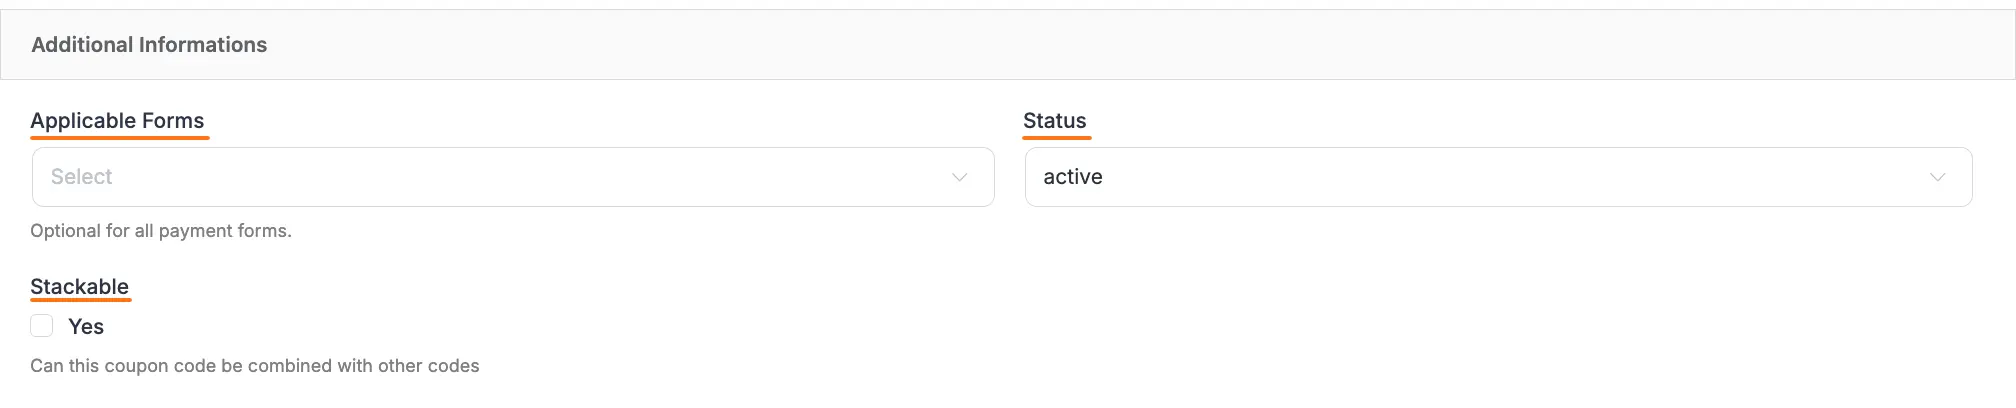 Additional Informations
Applicable Forms
Status
Select
active
Optional for all payment forms.
Stackable
Yes
Can this coupon code be combined with other codes